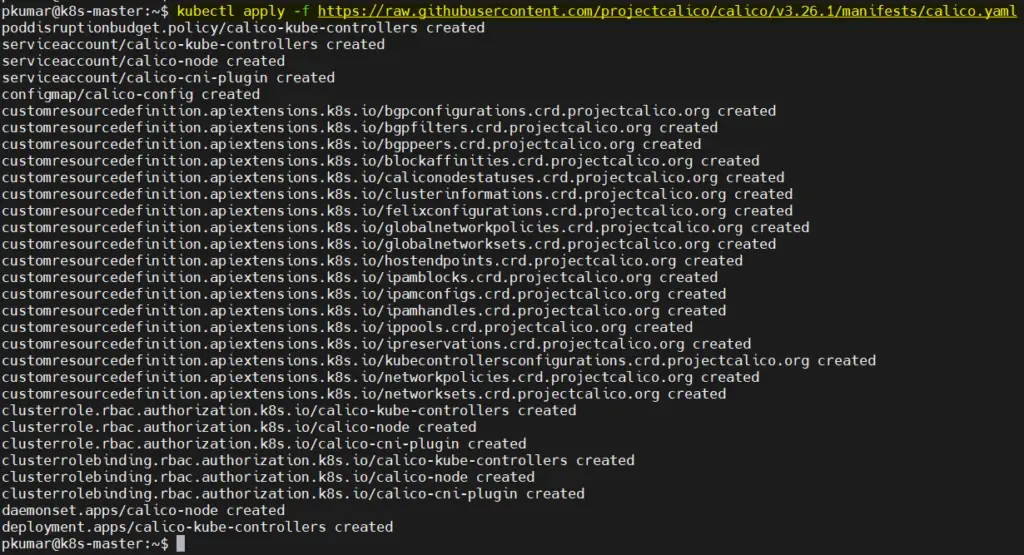 pkumar@k8s-master:~$ kubectl apply -f https://raw.githubusercontent.com/projectcalico/calico/v3.26.1/manifests/calico.yaml
poddisruptionbudget.policy/calico-kube-controllers created
serviceaccount/calico-kube-controllers created
serviceaccount/calico-node created
serviceaccount/calico-cni-plugin created
configmap/calico-config created
customresourcedefinition.apiextensions.k8s.io/bgpconfigurations.crd.projectcalico.org created
customresourcedefinition.apiextensions.k8s.io/bgpfilters.crd.projectcalico.org created
customresourcedefinition.apiextensions.k8s.io/bgppeers.crd.projectcalico.org created
customresourcedefinition.apiextensions.k8s.io/blockaffinities.crd.projectcalico.org created
customresourcedefinition.apiextensions.k8s.io/caliconodestatuses.crd.projectcalico.org created
customresourcedefinition.apiextensions.k8s.io/clusterinformations.crd.projectcalico.org created
customresourcedefinition.apiextensions.k8s.io/felixconfigurations.crd.projectcalico.org created
customresourcedefinition.apiextensions.k8s.io/globalnetworkpolicies.crd.projectcalico.org created
customresourcedefinition.apiextensions.k8s.io/globalnetworksets.crd.projectcalico.org created
customresourcedefinition.apiextensions.k8s.io/hostendpoints.crd.projectcalico.org created
customresourcedefinition.apiextensions.k8s.io/ipamblocks.crd.projectcalico.org created
customresourcedefinition.apiextensions.k8s.io/ipamconfigs.crd.projectcalico.org created
customresourcedefinition.apiextensions.k8s.io/ipamhandles.crd.projectcalico.org created
customresourcedefinition.apiextensions.k8s.io/ippools.crd.projectcalico.org created
customresourcedefinition.apiextensions.k8s.io/ipreservations.crd.projectcalico.org created
customresourcedefinition.apiextensions.k8s.io/kubecontrollersconfigurations.crd.projectcalico.org created
customresourcedefinition.apiextensions.k8s.io/networkpolicies.crd.projectcalico.org created
customresourcedefinition.apiextensions.k8s.io/networksets.crd.projectcalico.org created
clusterrole.rbac.authorization.k8s.io/calico-kube-controllers created
clusterrole.rbac.authorization.k8s.io/calico-node created
clusterrole.rbac.authorization.k8s.io/calico-cni-plugin created
clusterrolebinding.rbac.authorization.k8s.io/calico-kube-controllers created
clusterrolebinding.rbac.authorization.k8s.io/calico-node created
clusterrolebinding.rbac.authorization.k8s.io/calico-cni-plugin created
daemonset.apps/calico-node created
deployment.apps/calico-kube-controllers created
pkumar@k8s-master:~$